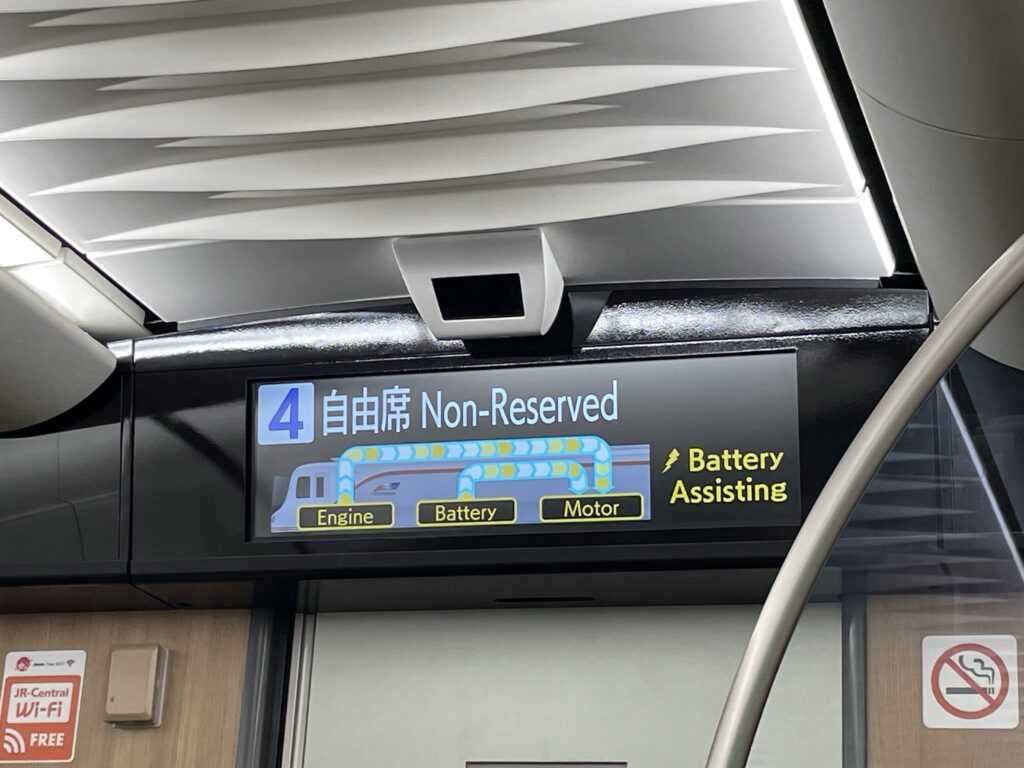 4 自由席 Non-Reserved
Battery
Assisting
Engine
Battery
Motor
JR-Central
Wi-Fi
FREE